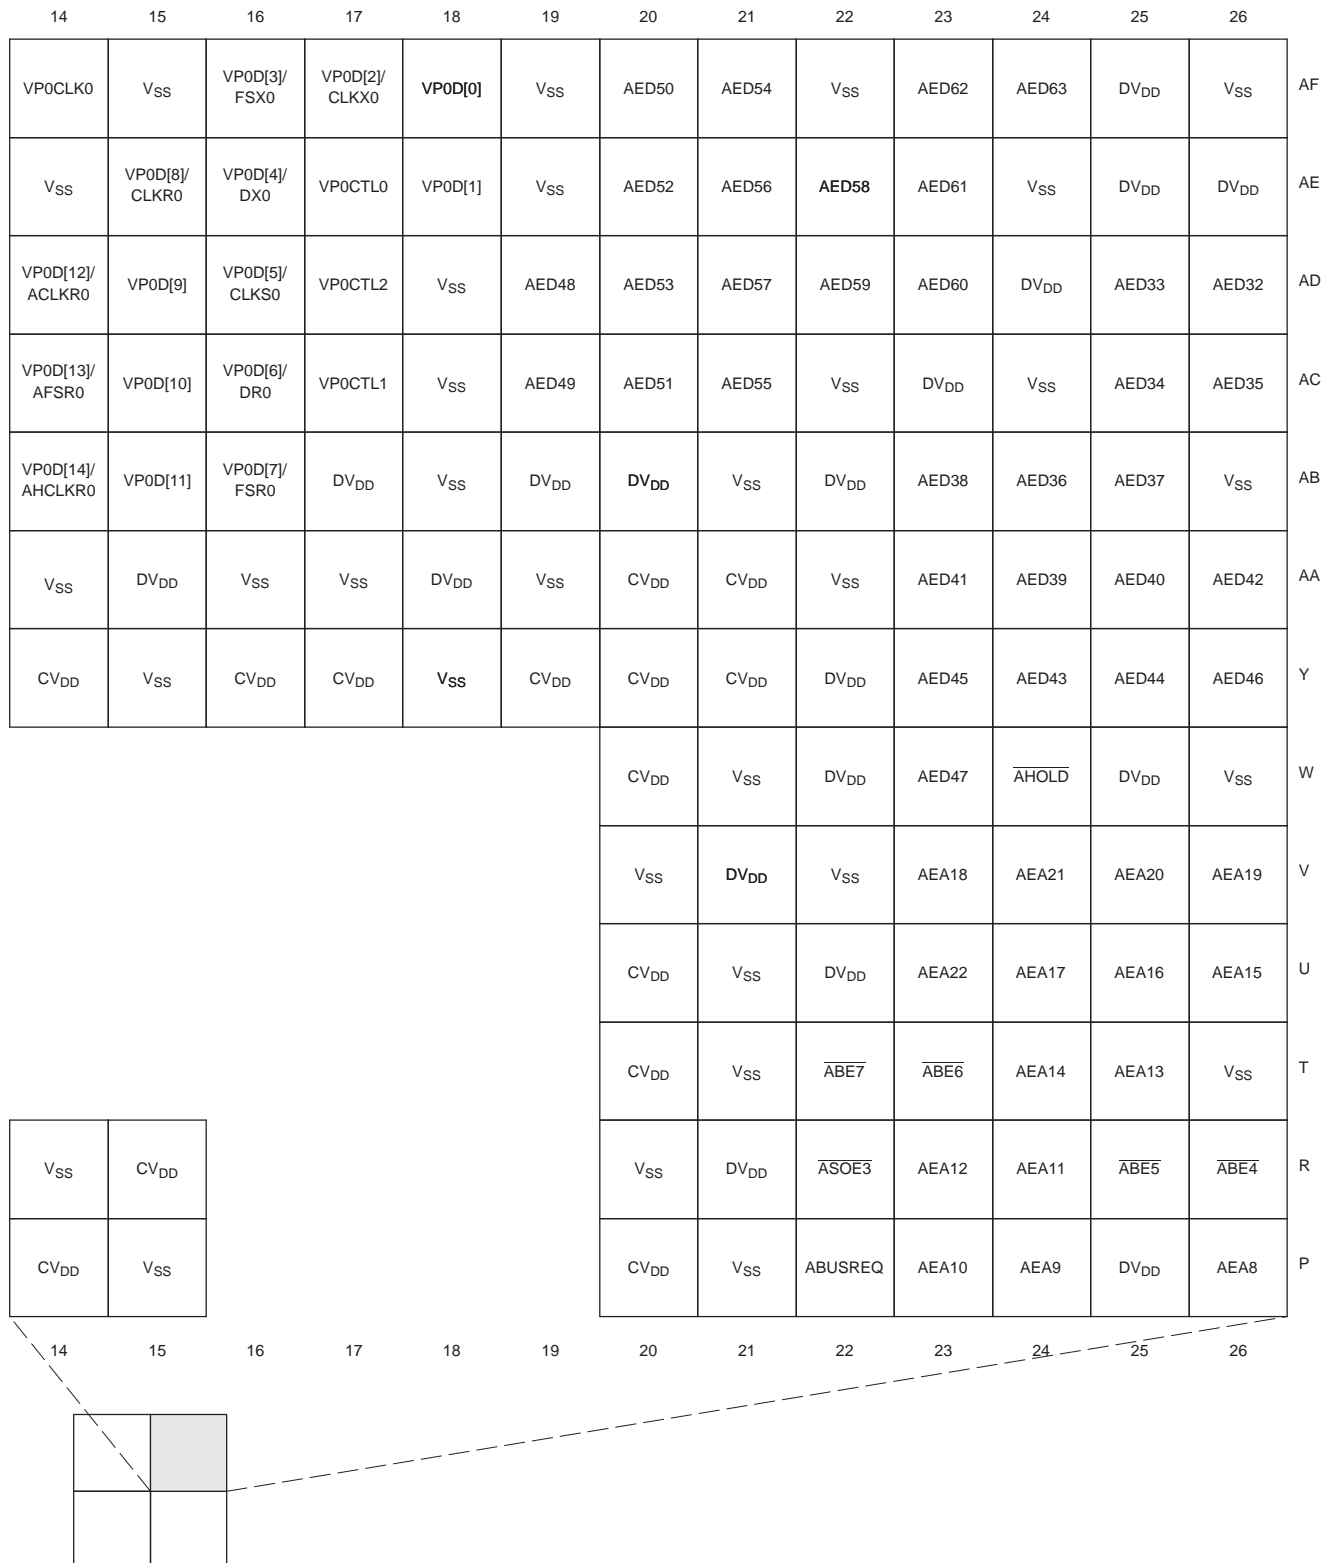 14 15 16 17 18 19 20 21 22 23 24 25 26
VP0CLK0 VSS VP0D[3]/ FSX0 VP0D[2]/ CLKX0 VP0D[0] VSS AED50 AED54 VSS AED62 AED63 DVDD VSS AF
VSS VP0D[8]/ CLKR0 VP0D[4]/ DX0 VP0CTL0 VP0D[1] VSS AED52 AED56 AED58 AED61 VSS DVDD DVDD AE
VP0D[12]/ ACLKR0 VP0D[9] VP0D[5]/ CLKS0 VP0CTL2 VSS AED48 AED53 AED57 AED59 AED60 DVDD AED33 AED32 AD
VP0D[13]/ AFSR0 VP0D[10] VP0D[6]/ DR0 VP0CTL1 VSS AED49 AED51 AED55 VSS DVDD VSS AED34 AED35 AC
VP0D[14]/ AHCLKR0 VP0D[11] VP0D[7]/ FSR0 DVDD VSS DVDD DVDD VSS DVDD AED38 AED36 AED37 VSS AB
VSS DVDD VSS VSS DVDD VSS CVDD CVDD VSS AED41 AED39 AED40 AED42 AA
CVDD VSS CVDD CVDD VSS CVDD CVDD CVDD DVDD AED45 AED43 AED44 AED46 Y
CVDD VSS DVDD AED47 AHOLD DVDD VSS W
VSS DVDD VSS AEA18 AEA21 AEA20 AEA19 V
CVDD VSS DVDD AEA22 AEA17 AEA16 AEA15 U
CVDD VSS ABE7 ABE6 AEA14 AEA13 VSS T
VSS CVDD VSS DVDD ASOE3 AEA12 AEA11 ABE5 ABE4 R
CVDD VSS CVDD VSS ABUSREQ AEA10 AEA9 DVDD AEA8 P
14 15 16 17 18 19 20 21 22 23 24 25 26